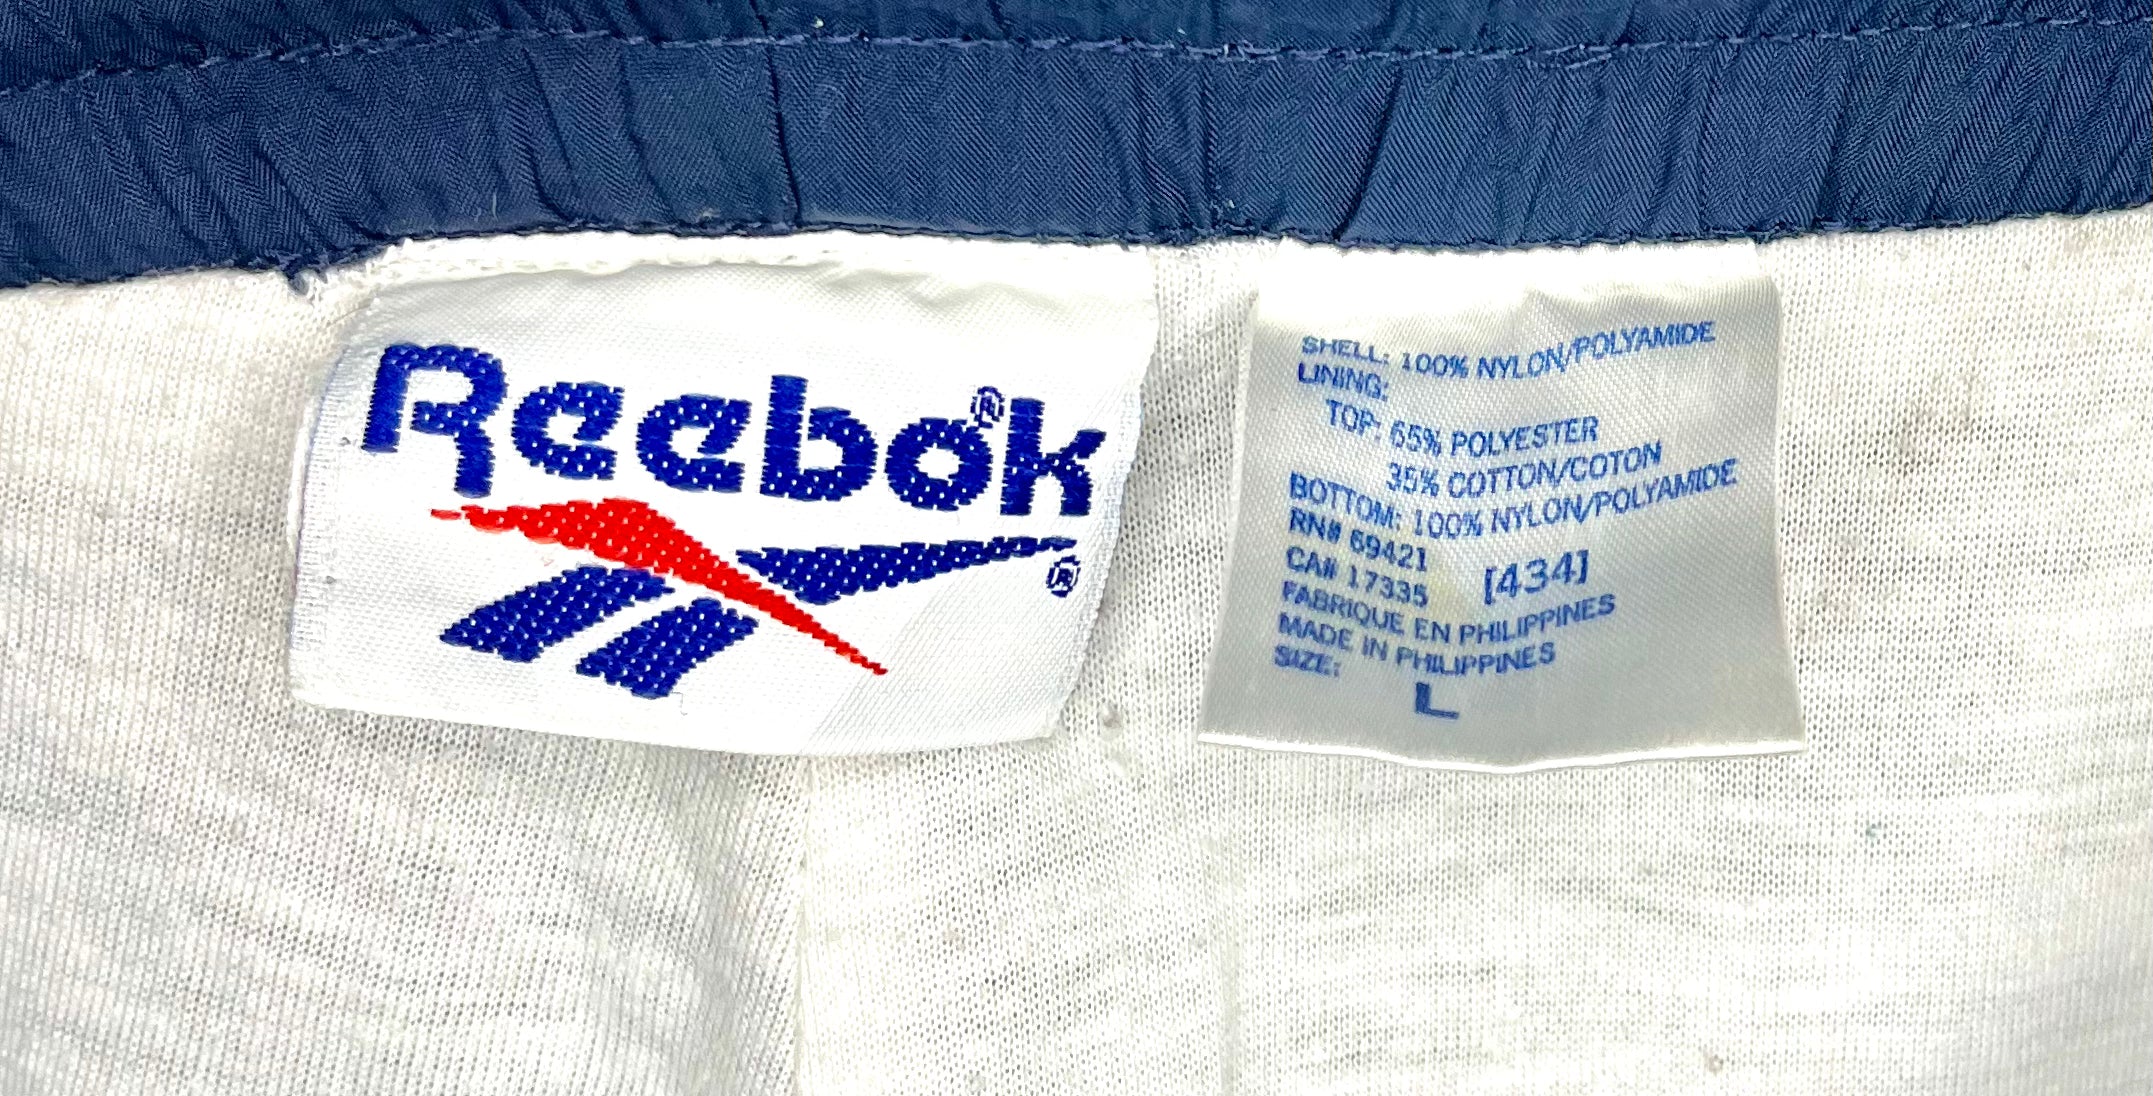 Reebok®
®
SHELL: 100% NYLON/POLYAMIDE
LINING:
TOP: 65% POLYESTER
35% COTTON/COTON
BOTTOM: 100% NYLON/POLYAMIDE
RN# 69421
CA# 17335 [434]
FABRIQUE EN PHILIPPINES
MADE IN PHILIPPINES
SIZE:
L